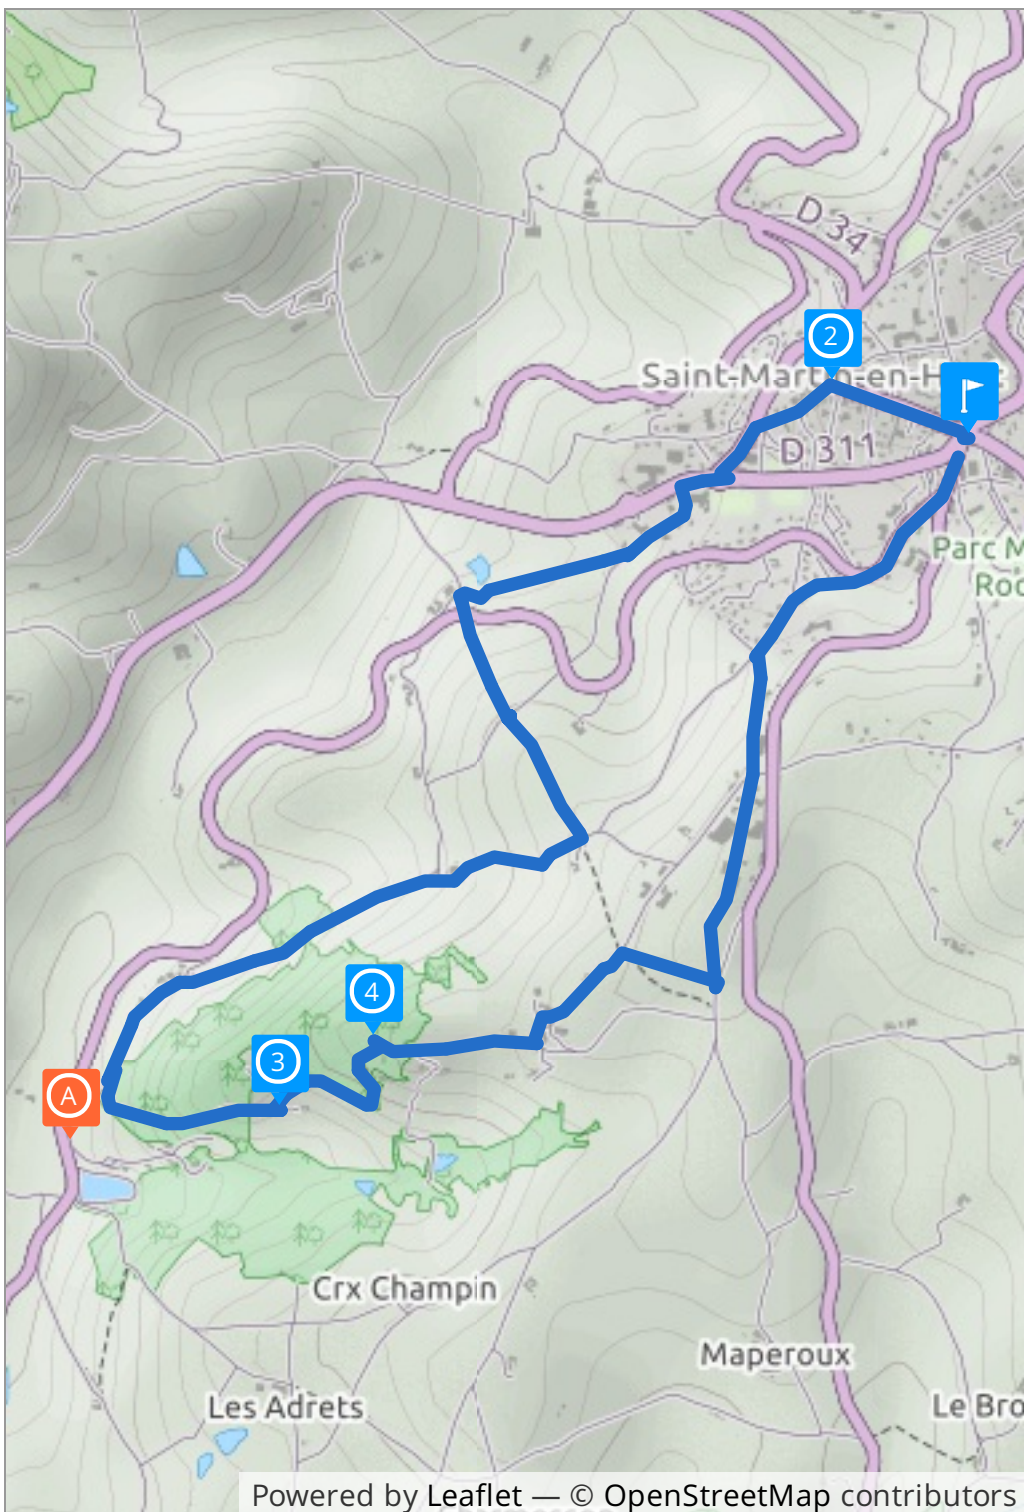 D 34
2
Saint-Martin-en-H
D 311
Parc M
Roc
4
3
A
Crx Champin
Maperoux
Les Adrets
Le Bro
Powered by Leaflet — © OpenStreetMap contributors